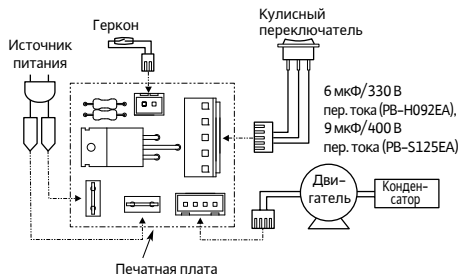 Источник
питания
Геркон
Кулисный
переключатель
6 мкФ/330 В
пер. тока (PB-H092EA),
9 мкФ/400 В
пер. тока (PB-S125EA)
Дви-
гатель
Конден-
сатор
Печатная плата